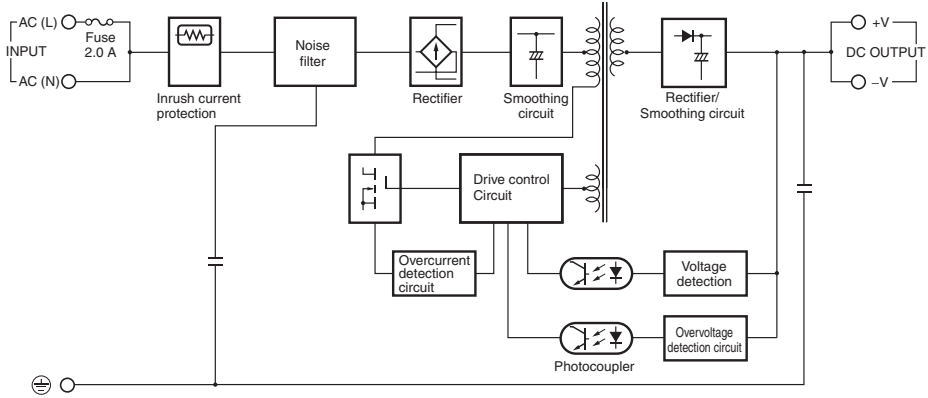 AC (L)
Fuse
2.0 A
INPUT
AC (N)
Inrush current
protection
Noise
filter
Rectifier
Smoothing
circuit
Rectifier/
Smoothing circuit
+V
DC OUTPUT
–V
Drive control
Circuit
Overcurrent
detection
circuit
Voltage
detection
Overvoltage
detection circuit
Photocoupler